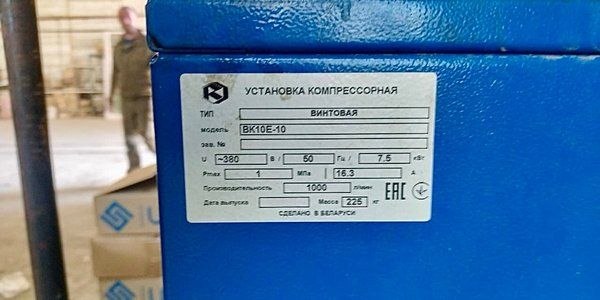 УСТАНОВКА КОМПРЕССОРНАЯ
ТИП ВИНТОВАЯ
модель ВК10Е-10
зав. №
U ~380 В / 50 Гц / 7.5 кВт
Pmax 1 МПа 16.3 А
Производительность 1000 л/мин
Дата выпуска Масса 225 кг
СДЕЛАНО В БЕЛАРУСИ
EAC